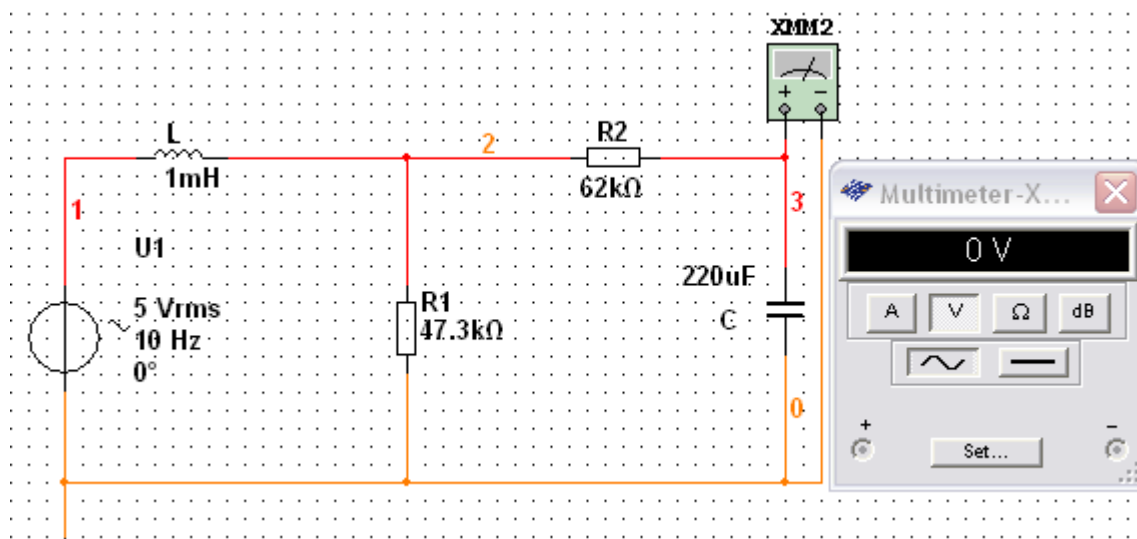 XMM2
+ −
L
1mH
2
R2
62kΩ
1
3
Multimeter-X...
U1
0 V
5 Vrms
10 Hz
0°
R1
47.3kΩ
220uF
C
A V Ω dB
0
+ −
Set...